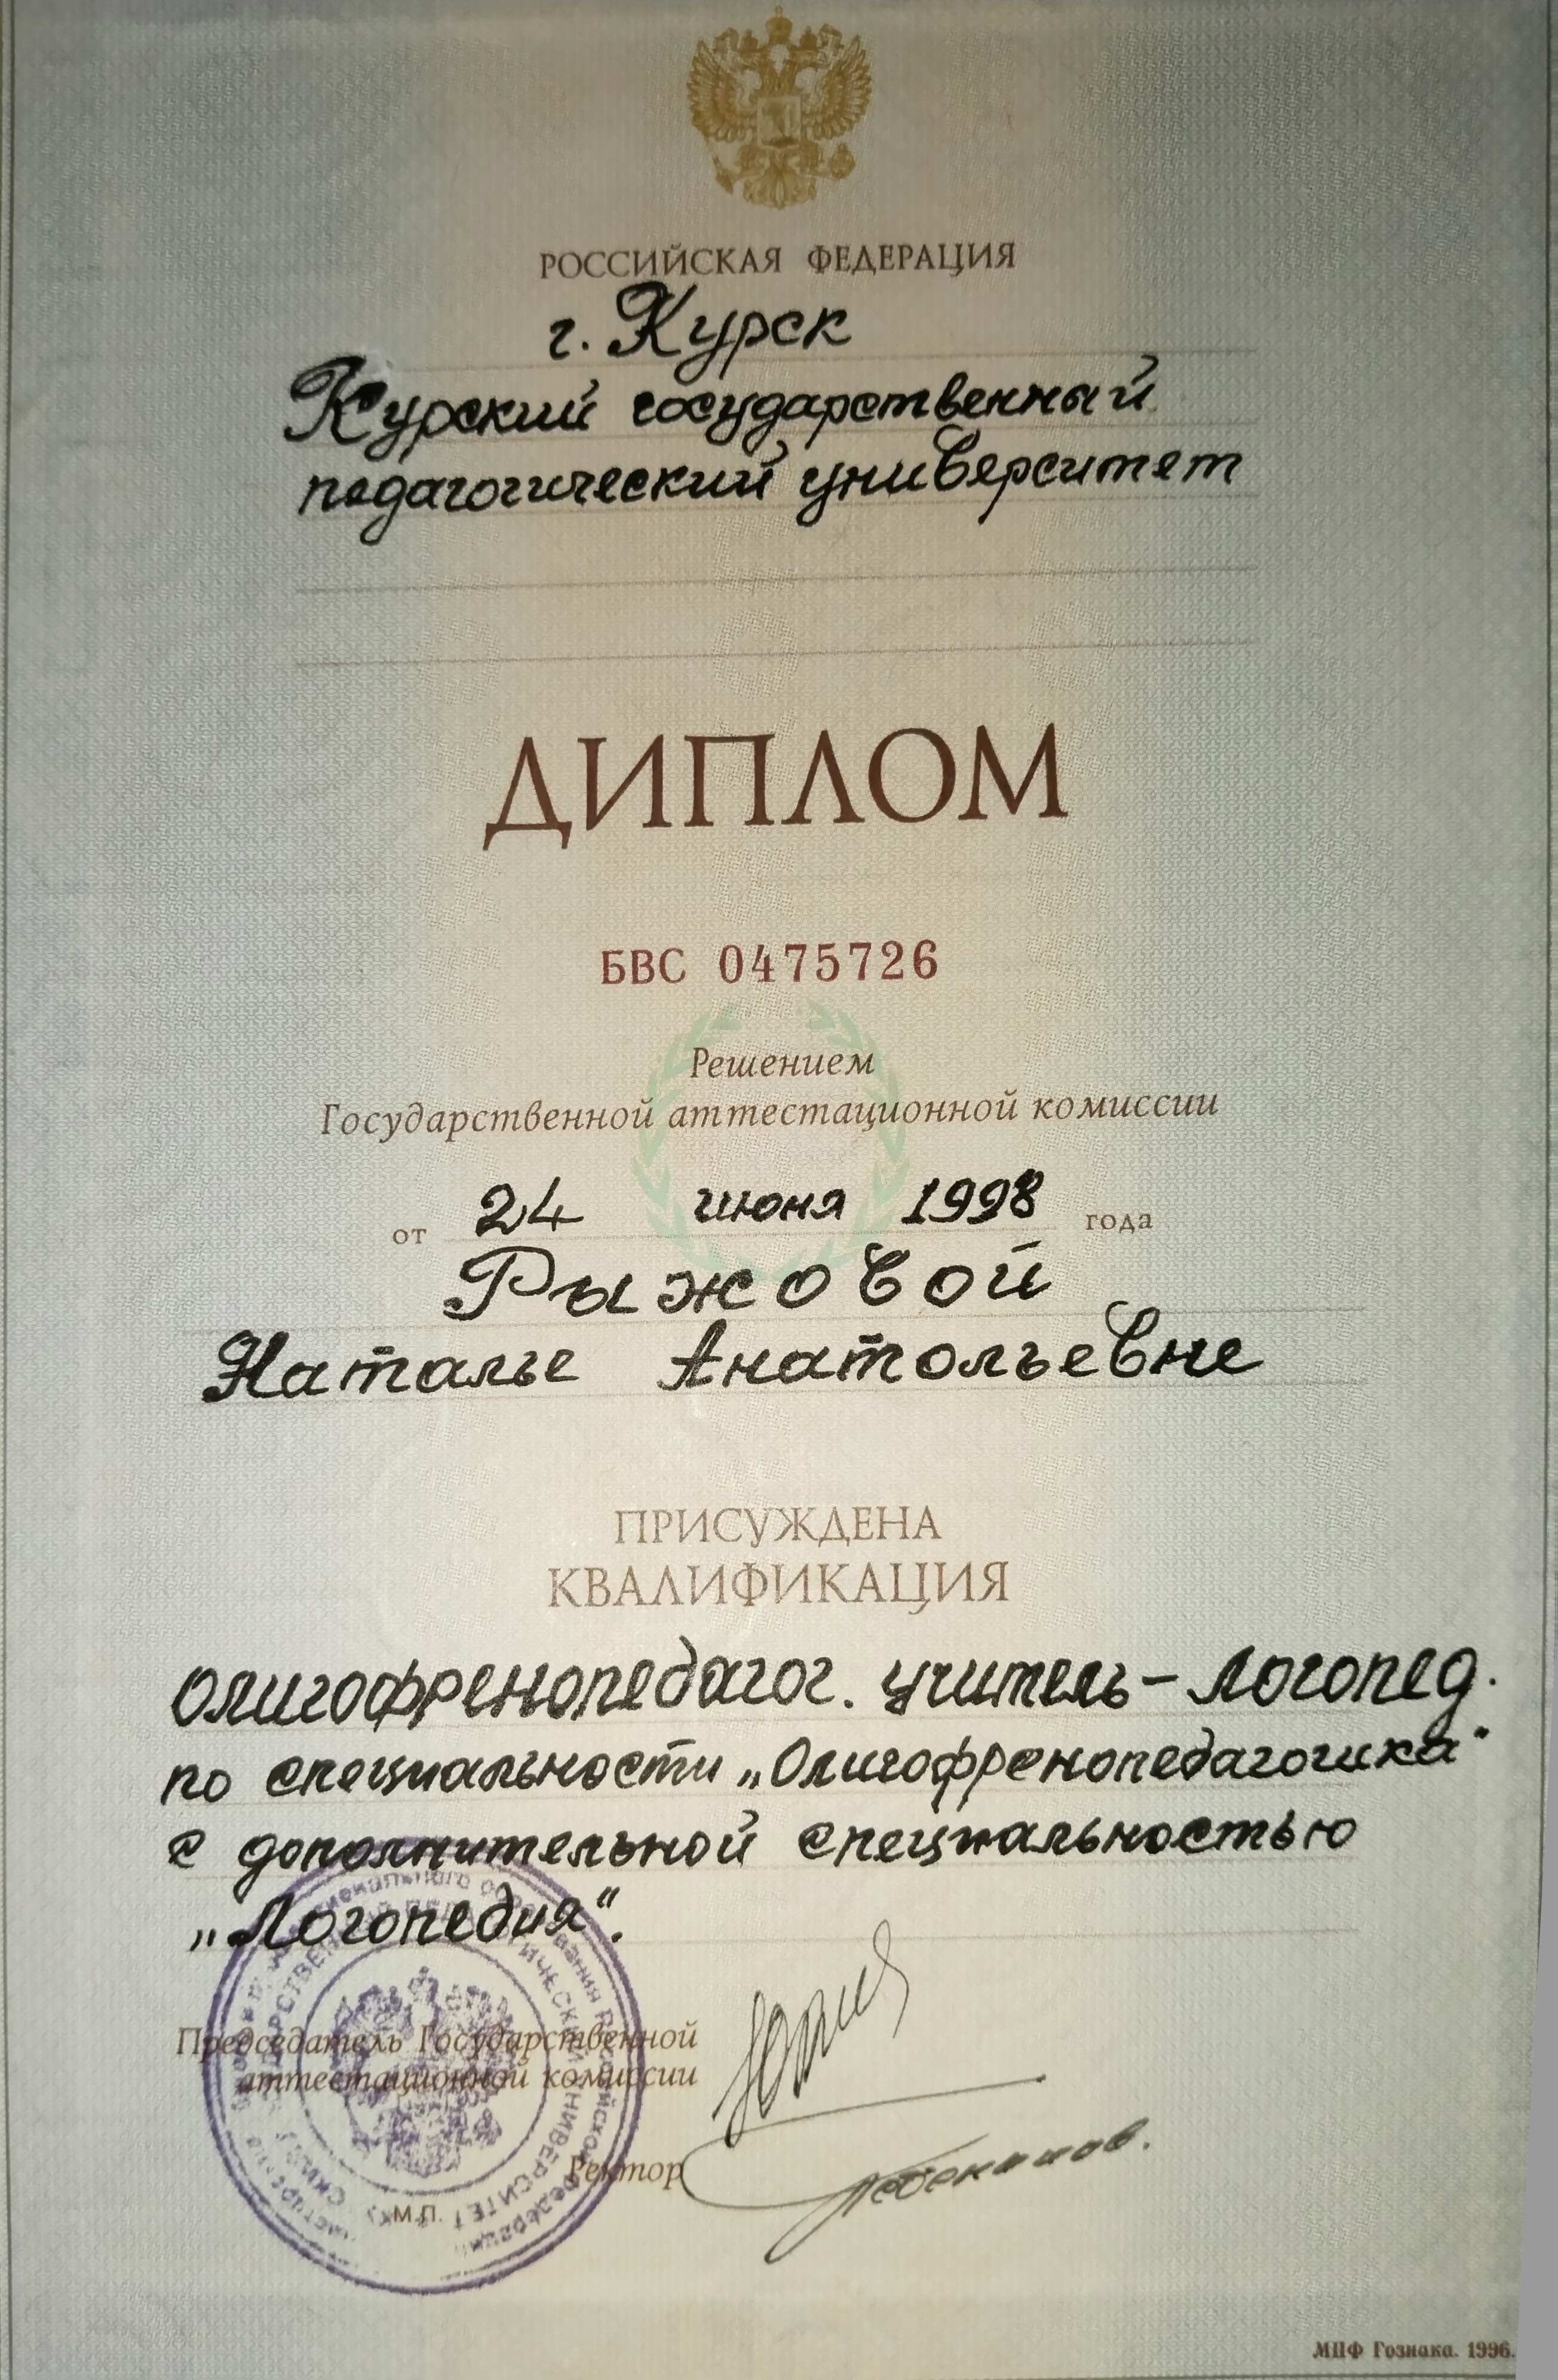 РОССИЙСКАЯ ФЕДЕРАЦИЯ
г. Курск
Курский государственный
педагогический университет
ДИПЛОМ
БВС 0475726
Решением
Государственной аттестационной комиссии
от 24 июня 1998 года
Рыжовой
Наталье Анатольевне
ПРИСУЖДЕНА
КВАЛИФИКАЦИЯ
Олигофренопедагог. учитель-логопед.
по специальности „Олигофренопедагогика“
с дополнительной специальностью
„Логопедия“.
Председатель Государственной
аттестационной комиссии
Ректор
М.П.
МПФ Гознака. 1996.